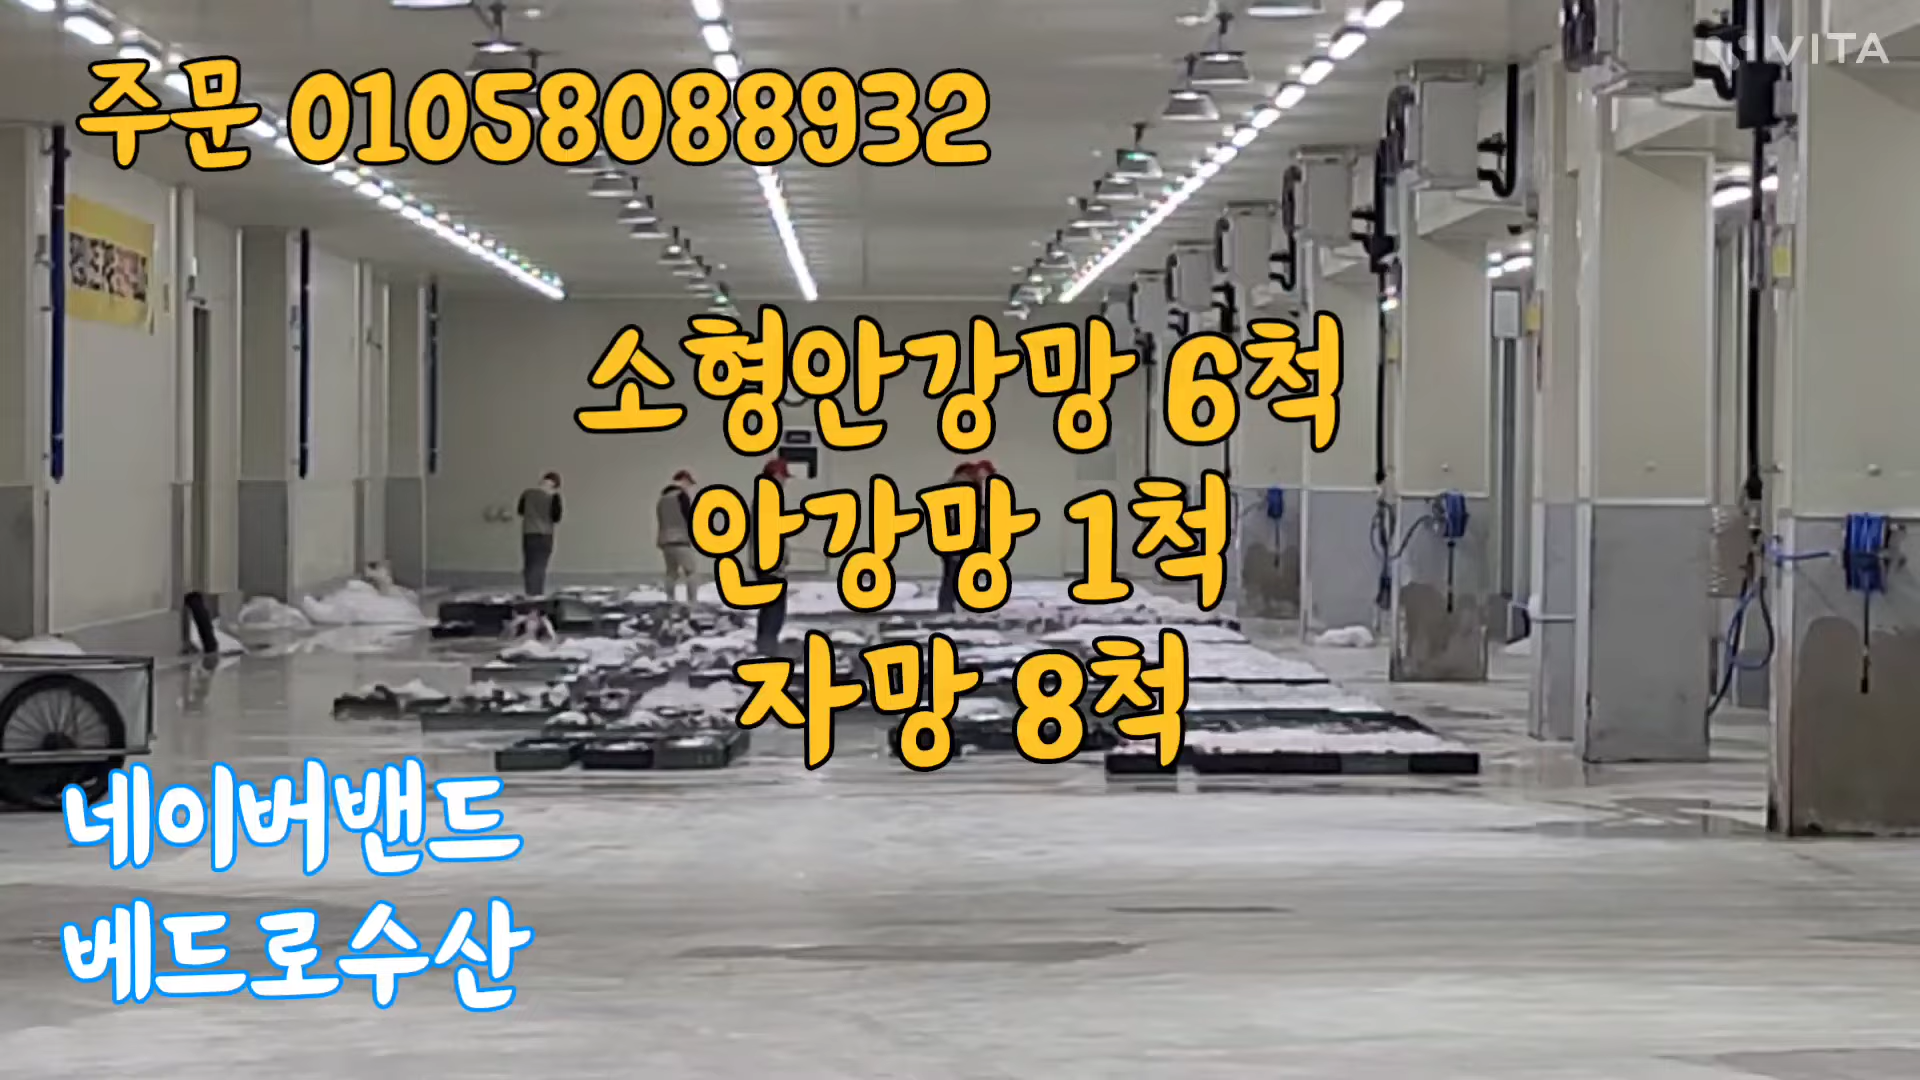 주문 01058088932
VITA
소형안강망 6척
안강망 1척
자망 8척
네이버밴드
베드로수산